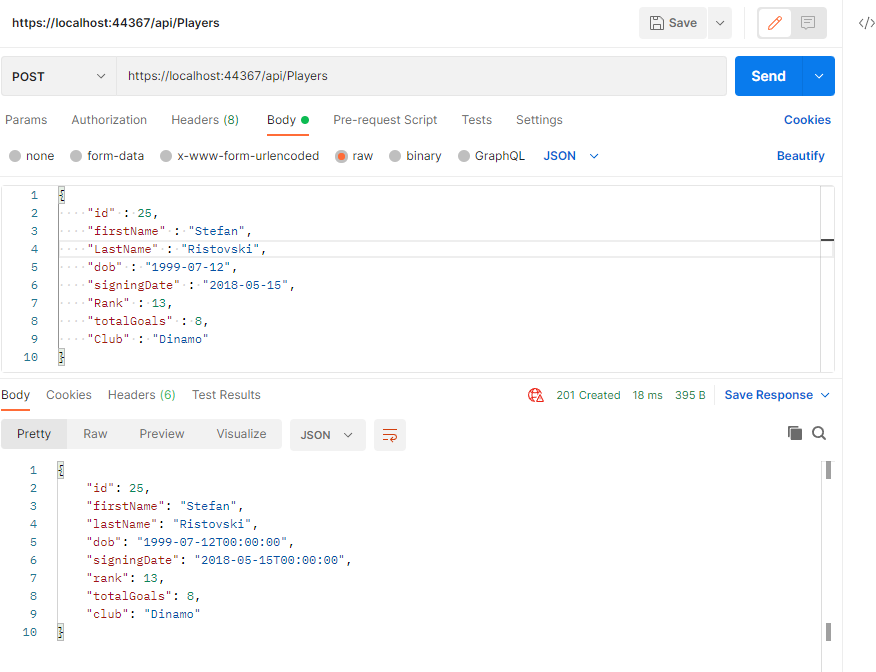 https://localhost:44367/api/Players Save </>
POST https://localhost:44367/api/Players Send
Params Authorization Headers (8) Body Pre-request Script Tests Settings Cookies
none form-data x-www-form-urlencoded raw binary GraphQL JSON Beautify
1 {
2 "id" : 25,
3 "firstName" : "Stefan",
4 "LastName" : "Ristovski",
5 "dob" : "1999-07-12",
6 "signingDate" : "2018-05-15",
7 "Rank" : 13,
8 "totalGoals" : 8,
9 "Club" : "Dinamo"
10 }
Body Cookies Headers (6) Test Results 201 Created 18 ms 395 B Save Response
Pretty Raw Preview Visualize JSON
1 {
2 "id": 25,
3 "firstName": "Stefan",
4 "lastName": "Ristovski",
5 "dob": "1999-07-12T00:00:00",
6 "signingDate": "2018-05-15T00:00:00",
7 "rank": 13,
8 "totalGoals": 8,
9 "club": "Dinamo"
10 }